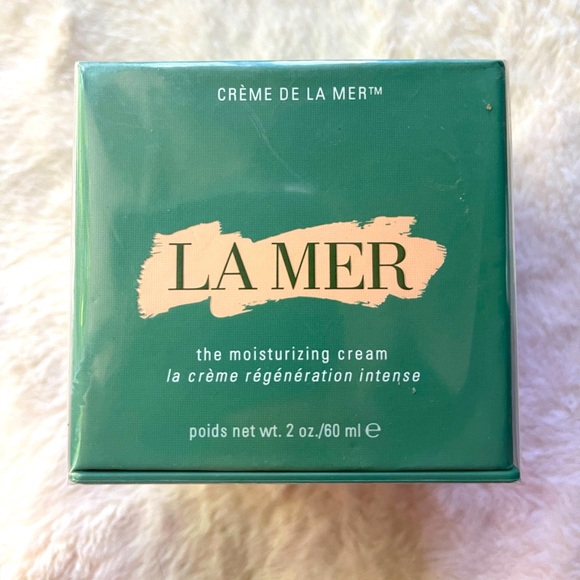 CRÈME DE LA MER™
LA MER
the moisturizing cream
la crème régénération intense
poids net wt. 2 oz./60 ml ℮